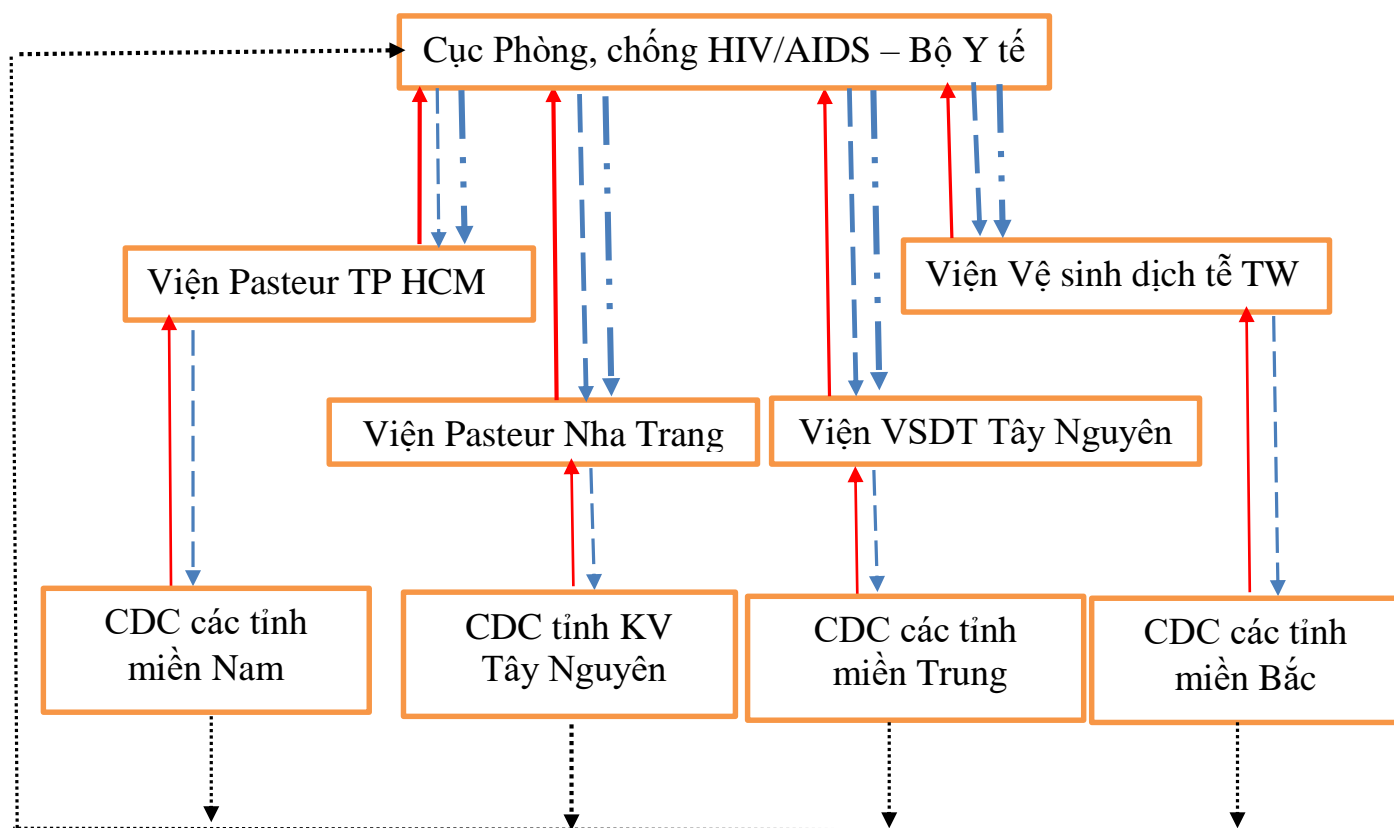 Cục Phòng, chống HIV/AIDS – Bộ Y tế
Viện Pasteur TP HCM
Viện Vệ sinh dịch tễ TW
Viện Pasteur Nha Trang
Viện VSDT Tây Nguyên
CDC các tỉnh
miền Nam
CDC tỉnh KV
Tây Nguyên
CDC các tỉnh
miền Trung
CDC các tỉnh
miền Bắc